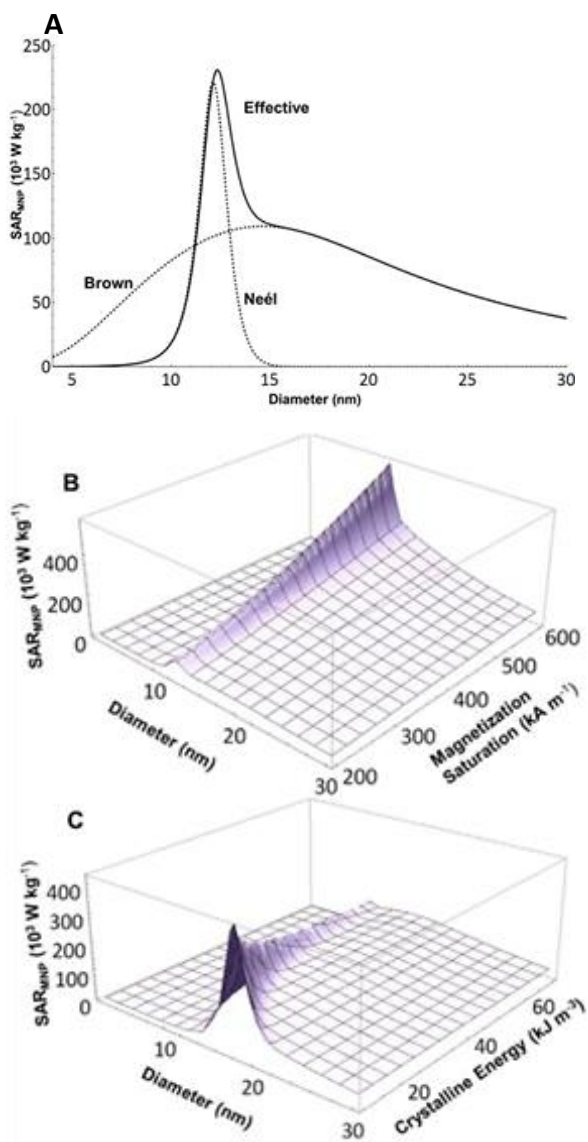 A
250
200
150
100
50
0
SAR_MNP (10³ W kg⁻¹)
Effective
Brown
Neél
5 10 15 20 25 30
Diameter (nm)
B
SAR_MNP (10³ W kg⁻¹)
400
200
0
10
20
30
Diameter (nm)
200
300
400
500
600
Magnetization
Saturation (kA m⁻¹)
C
SAR_MNP (10³ W kg⁻¹)
400
300
200
100
0
10
20
30
Diameter (nm)
20
40
60
Crystalline Energy (kJ m⁻³)